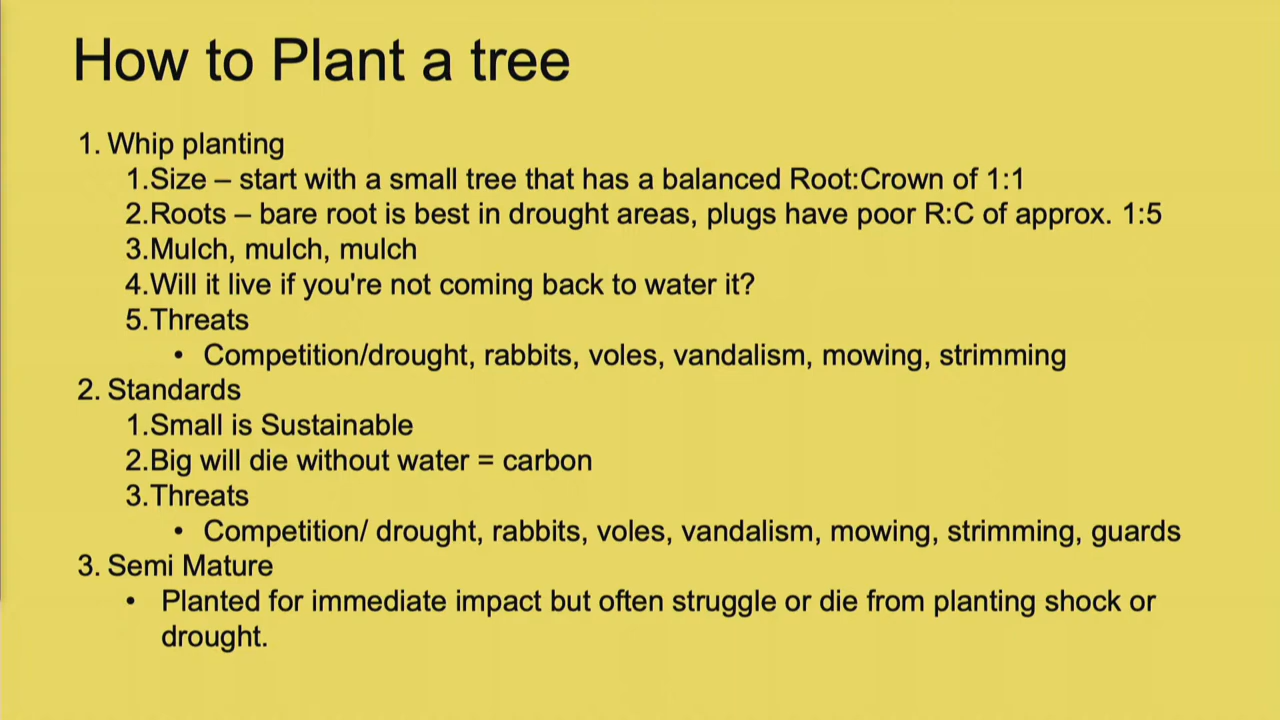 How to Plant a tree
1. Whip planting
1.Size – start with a small tree that has a balanced Root:Crown of 1:1
2.Roots – bare root is best in drought areas, plugs have poor R:C of approx. 1:5
3.Mulch, mulch, mulch
4.Will it live if you're not coming back to water it?
5.Threats
• Competition/drought, rabbits, voles, vandalism, mowing, strimming
2. Standards
1.Small is Sustainable
2.Big will die without water = carbon
3.Threats
• Competition/ drought, rabbits, voles, vandalism, mowing, strimming, guards
3. Semi Mature
• Planted for immediate impact but often struggle or die from planting shock or
drought.